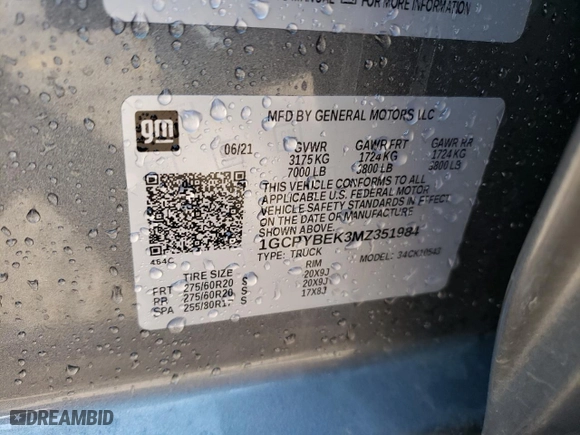 FOR MORE INFORMATION
MFD BY GENERAL MOTORS LLC
gm
06/21 GVWR GAWR FRT GAWR RR
3175 KG 1724 KG 1724 KG
7000 LB 3800 LB 3800 LB
THIS VEHICLE CONFORMS TO ALL
APPLICABLE U.S. FEDERAL MOTOR
VEHICLE SAFETY STANDARDS IN EFFECT
ON THE DATE OF MANUFACTURE
SHOWN ABOVE.
1GCPYBEK3MZ351984
TYPE: TRUCK MODEL:
454C
TIRE SIZE RIM
FRT 275/60R20 S 20X9J
RR 275/60R20 S 20X9J
SPA 255/80R17 S 17X8J
DREAMBID